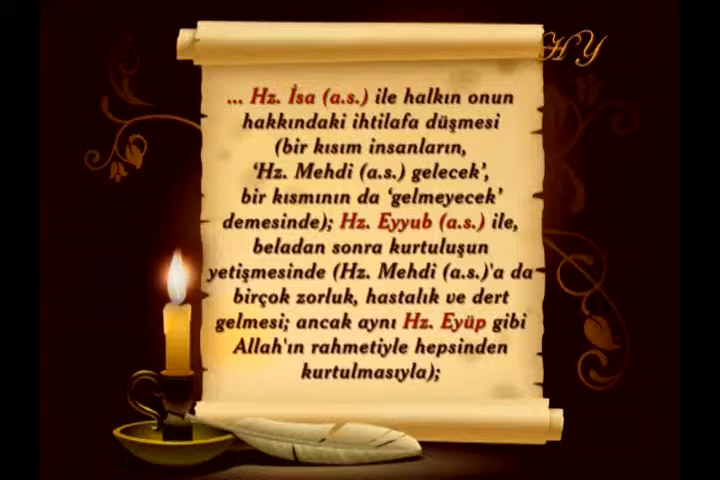 HY
... Hz. İsa (a.s.) ile halkın onun
hakkındaki ihtilafa düşmesi
(bir kısım insanların,
‘Hz. Mehdi (a.s.) gelecek’,
bir kısmının da ‘gelmeyecek’
demesinde); Hz. Eyyub (a.s.) ile,
beladan sonra kurtuluşun
yetişmesinde (Hz. Mehdi (a.s.)'a da
birçok zorluk, hastalık ve dert
gelmesi; ancak aynı Hz. Eyüp gibi
Allah'ın rahmetiyle hepsinden
kurtulmasıyla);